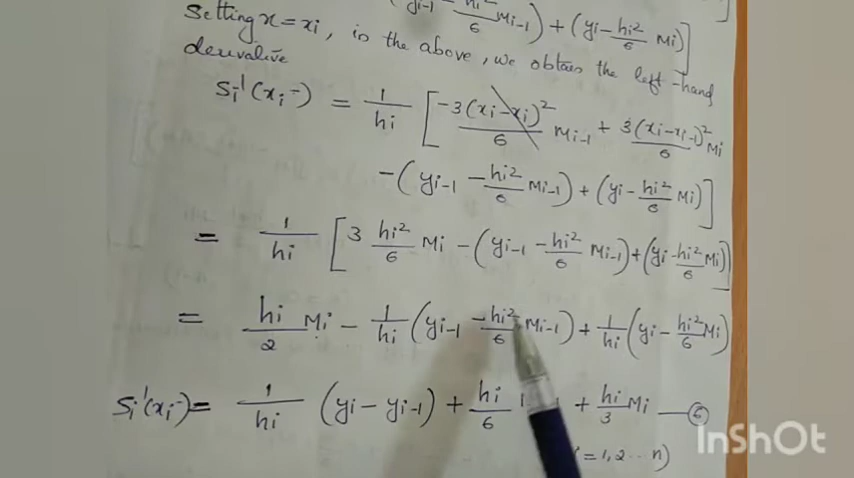 (yi-1 - hi²/6 Mi-1) + (yi - hi²/6 Mi)]
Setting x = xi, in the above, we obtain the left-hand
derivative
Si'(xi-) = 1/hi [-3(xi-xi)²/6 Mi-1 + 3(xi-xi-1)²/6 Mi
-(yi-1 - hi²/6 Mi-1) + (yi - hi²/6 Mi)]
= 1/hi [3 hi²/6 Mi - (yi-1 - hi²/6 Mi-1) + (yi - hi²/6 Mi)]
= hi/2 Mi - 1/hi (yi-1 - hi²/6 Mi-1) + 1/hi (yi - hi²/6 Mi)
Si'(xi-) = 1/hi (yi - yi-1) + hi/6 + hi/3 Mi — ⑥
= 1,2 ... n)
InShOt